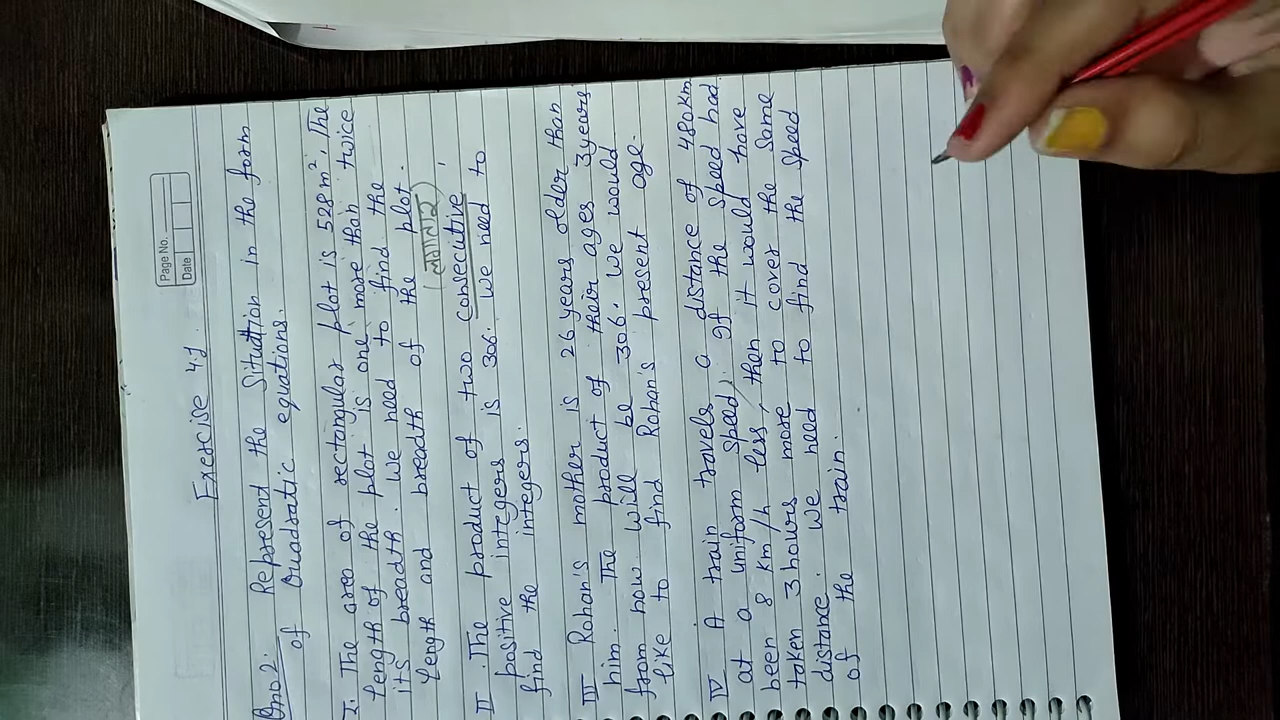 Page No.
Date
Exercise 4.1
Qno2. Represent the Situation in the form
of Quadratic equations.
I. The area of rectangular plot is 528m². The
length of the plot is one more than twice
its breadth. We need to find the
length and breadth of the plot.
(लगातार)
II. The product of two consecutive
positive integers is 306. We need to
find the integers.
III Rohan's mother is 26 years older than
him. The product of their ages 3years
from now will be 306. We would
like to find Rohan's present age.
IV A train travels a distance of 480km
at a uniform speed. If the speed had
been 8 km/h less, then it would have
taken 3hours more to cover the same
distance. We need to find the speed
of the train.